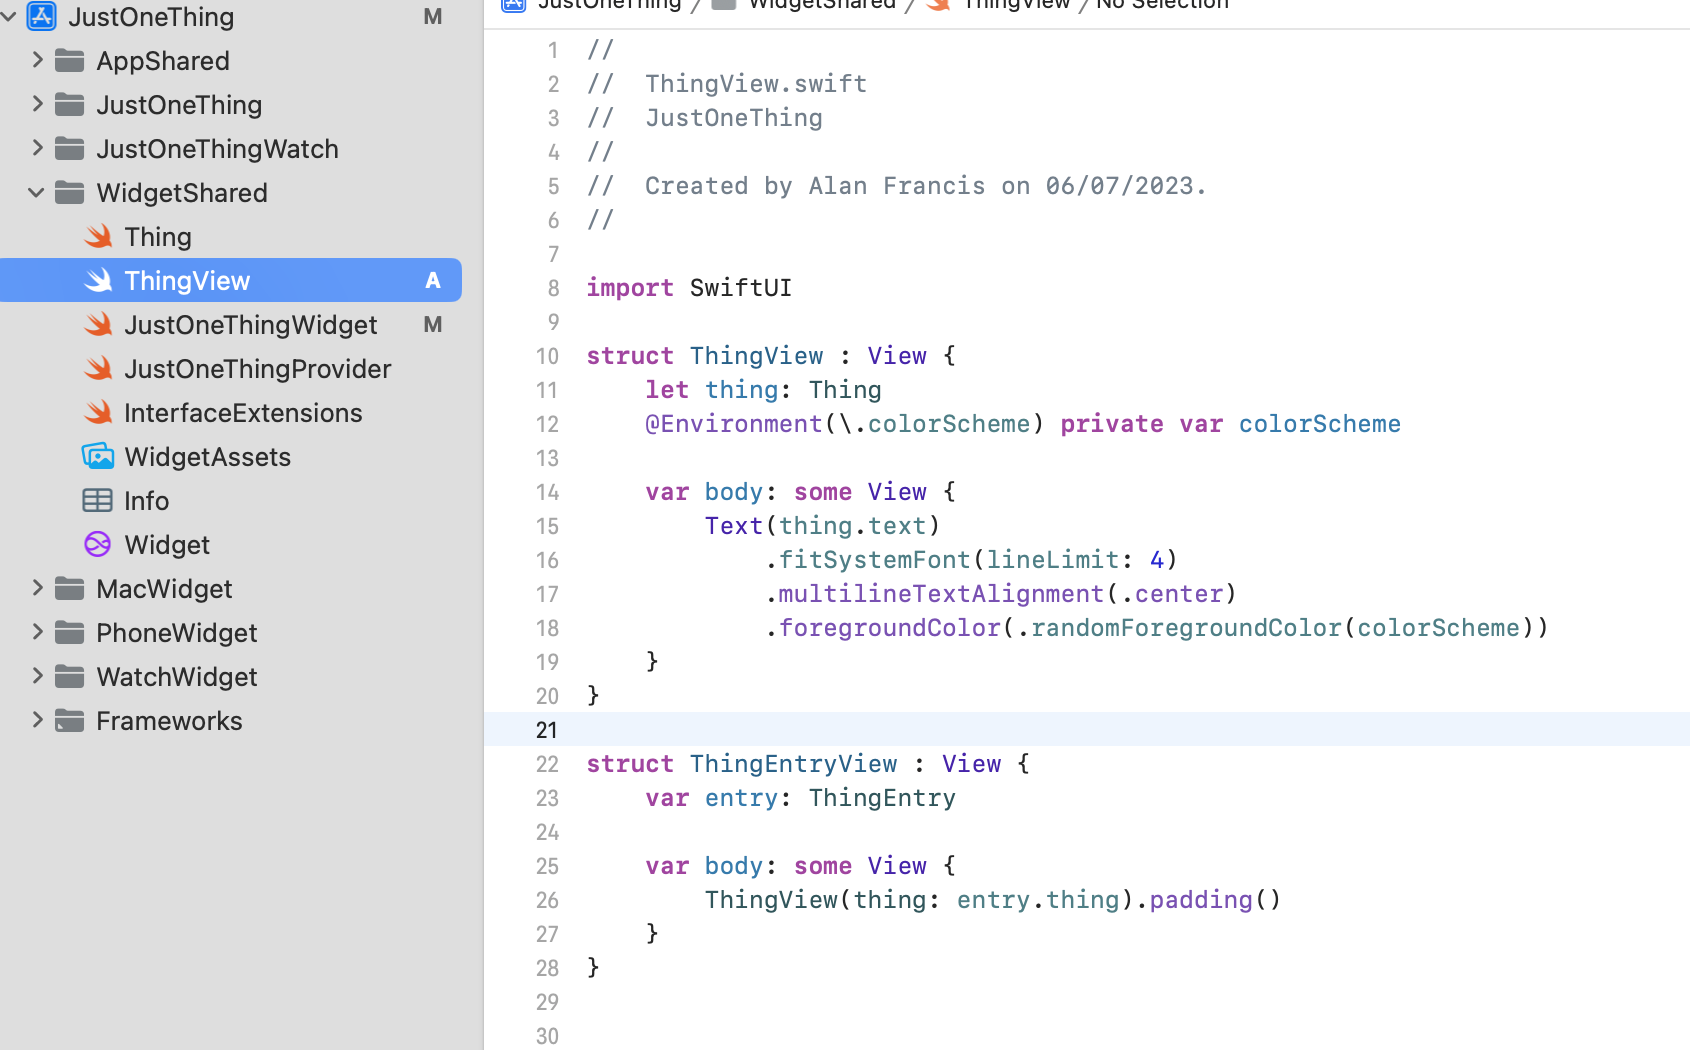 JustOneThing M
AppShared
JustOneThing
JustOneThingWatch
WidgetShared
Thing
ThingView A
JustOneThingWidget M
JustOneThingProvider
InterfaceExtensions
WidgetAssets
Info
Widget
MacWidget
PhoneWidget
WatchWidget
Frameworks
JustOneThing / WidgetShared / ThingView / No Selection
1 //
2 //  ThingView.swift
3 //  JustOneThing
4 //
5 //  Created by Alan Francis on 06/07/2023.
6 //
7
8 import SwiftUI
9
10 struct ThingView : View {
11     let thing: Thing
12     @Environment(\.colorScheme) private var colorScheme
13
14     var body: some View {
15         Text(thing.text)
16             .fitSystemFont(lineLimit: 4)
17             .multilineTextAlignment(.center)
18             .foregroundColor(.randomForegroundColor(colorScheme))
19     }
20 }
21
22 struct ThingEntryView : View {
23     var entry: ThingEntry
24
25     var body: some View {
26         ThingView(thing: entry.thing).padding()
27     }
28 }
29
30